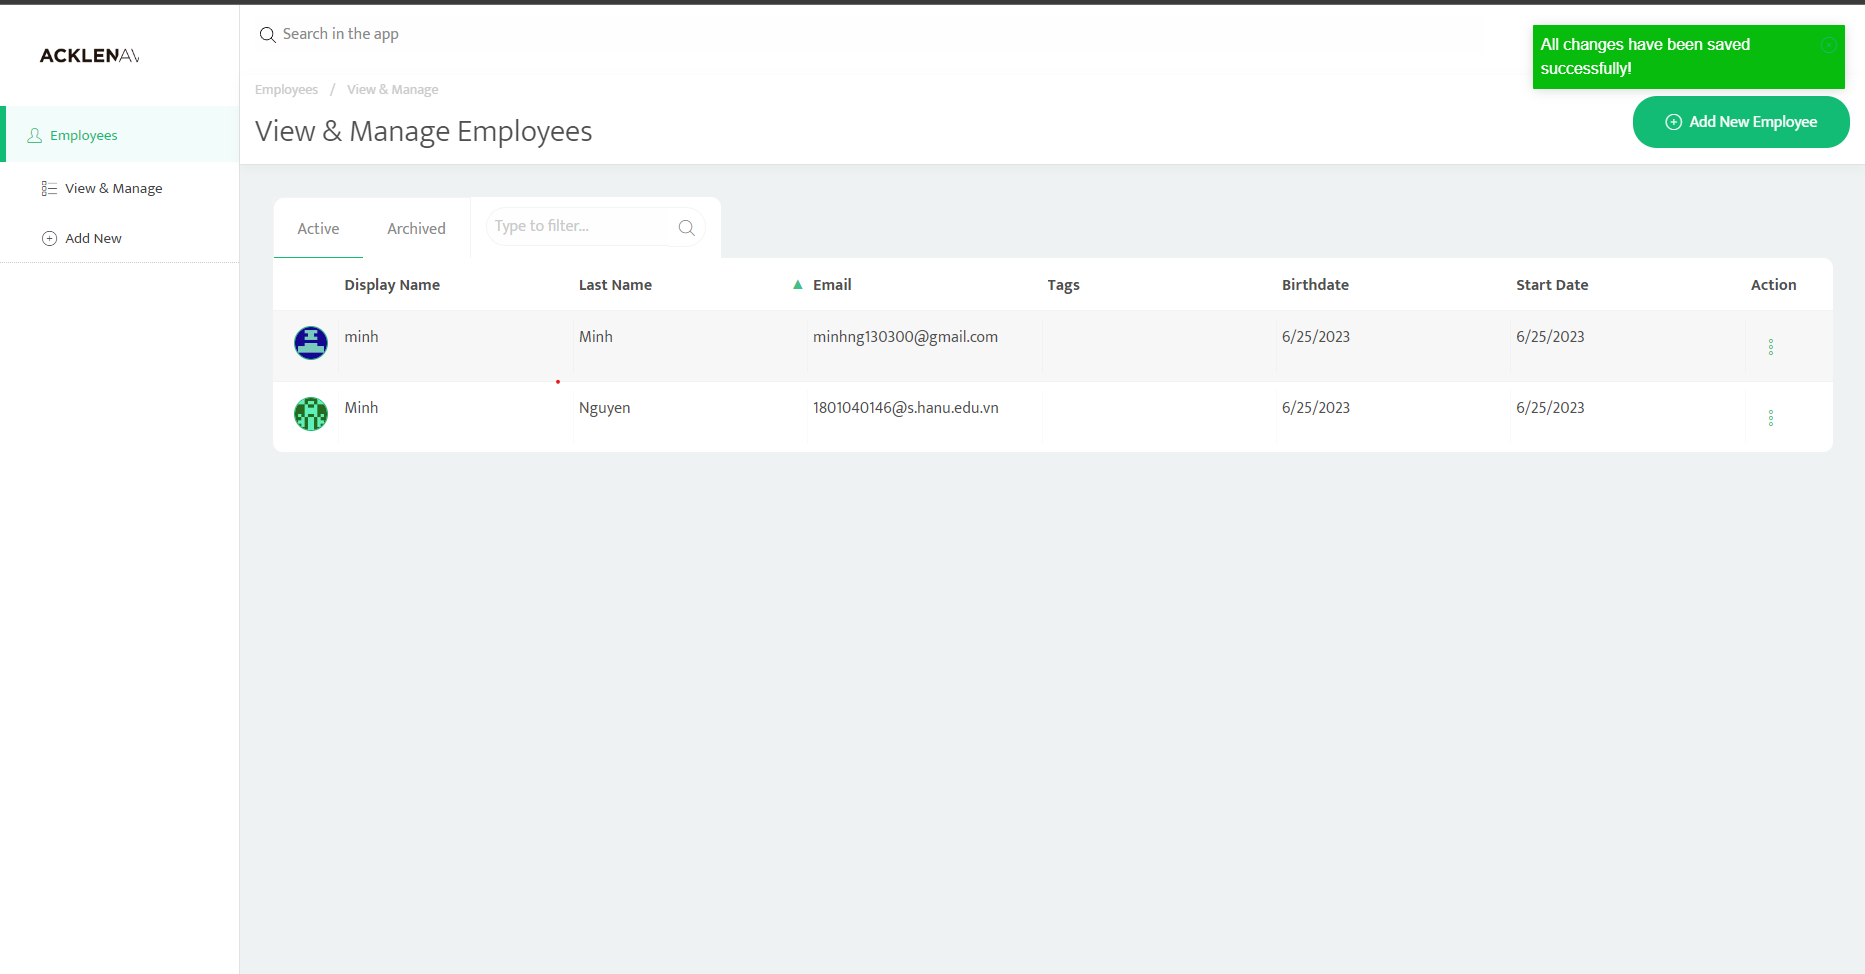 ACKLENAV
Search in the app
All changes have been saved
successfully!
Employees / View & Manage
View & Manage Employees
Add New Employee
Employees
View & Manage
Add New
Active Archived Type to filter...
Display Name Last Name Email Tags Birthdate Start Date Action
minh Minh minhng130300@gmail.com 6/25/2023 6/25/2023
Minh Nguyen 1801040146@s.hanu.edu.vn 6/25/2023 6/25/2023